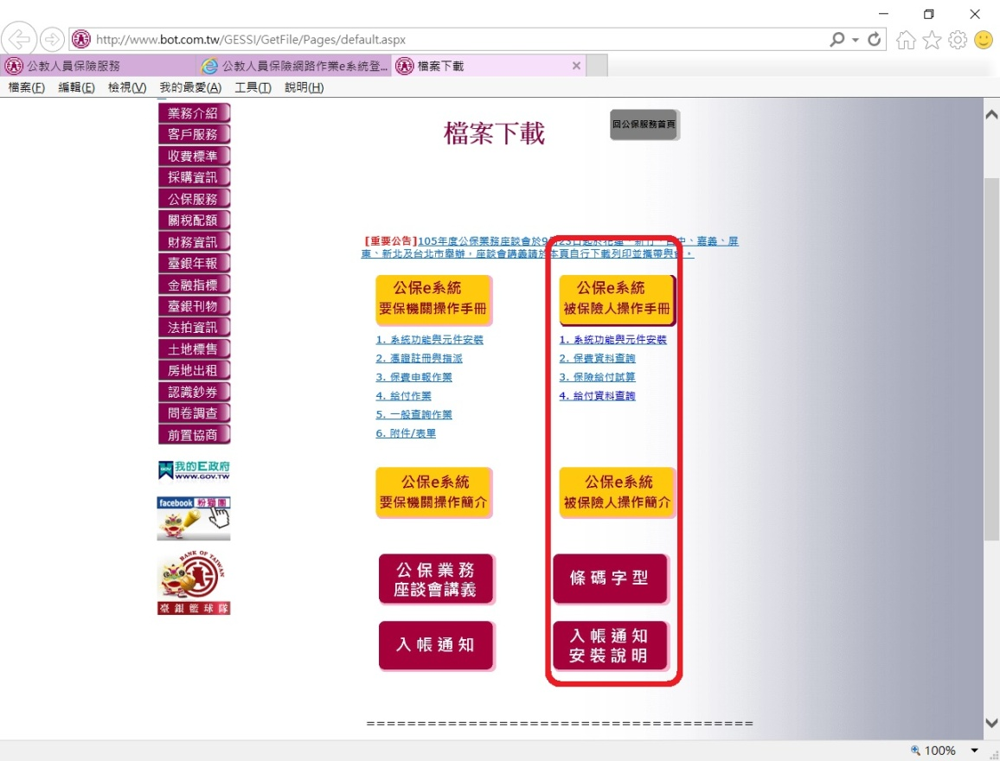 http://www.bot.com.tw/GESSI/GetFile/Pages/default.aspx
公教人員保險服務
公教人員保險網路作業e系統登...
檔案下載
檔案(F) 編輯(E) 檢視(V) 我的最愛(A) 工具(T) 說明(H)
業務介紹
客戶服務
收費標準
採購資訊
公保服務
關稅配額
財務資訊
臺銀年報
金融指標
臺銀刊物
法拍資訊
土地標售
房地出租
認識鈔券
問卷調查
前置協商
我的E政府
WWW.GOV.TW
facebook 粉絲團
BANK OF TAIWAN
臺銀籃球隊
檔案下載
回公保服務首頁
[重要公告]105年度公保業務座談會於9月23日起於花蓮、新竹、台中、嘉義、屏
東、新北及台北市舉辦，座談會講義請於本頁自行下載列印並攜帶與會。
公保e系統
要保機關操作手冊
1. 系統功能與元件安裝
2. 憑證註冊與指派
3. 保費申報作業
4. 給付作業
5. 一般查詢作業
6. 附件/表單
公保e系統
被保險人操作手冊
1. 系統功能與元件安裝
2. 保費資料查詢
3. 保險給付試算
4. 給付資料查詢
公保e系統
要保機關操作簡介
公保e系統
被保險人操作簡介
公保業務
座談會講義
條碼字型
入帳通知
入帳通知
安裝說明
=====================================
100%